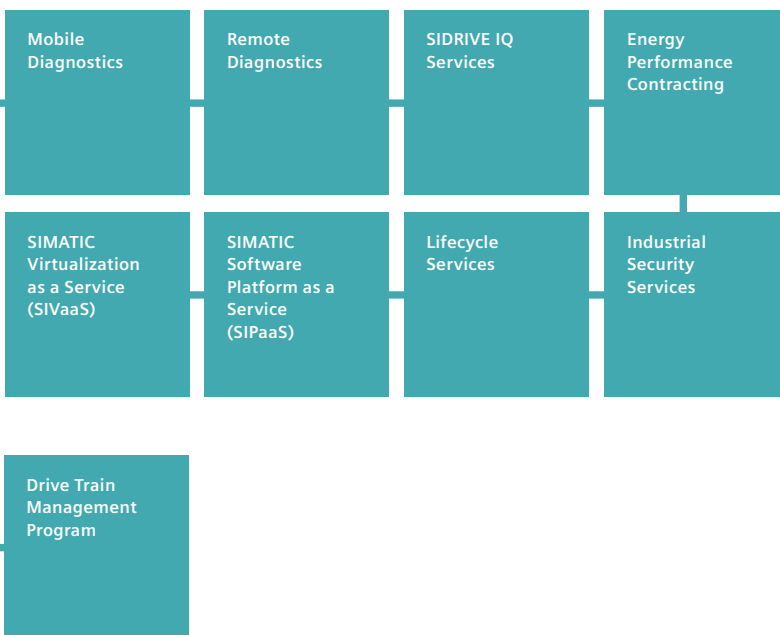 Mobile
Diagnostics
Remote
Diagnostics
SIDRIVE IQ
Services
Energy
Performance
Contracting
SIMATIC
Virtualization
as a Service
(SIVaaS)
SIMATIC
Software
Platform as a
Service
(SIPaaS)
Lifecycle
Services
Industrial
Security
Services
Drive Train
Management
Program